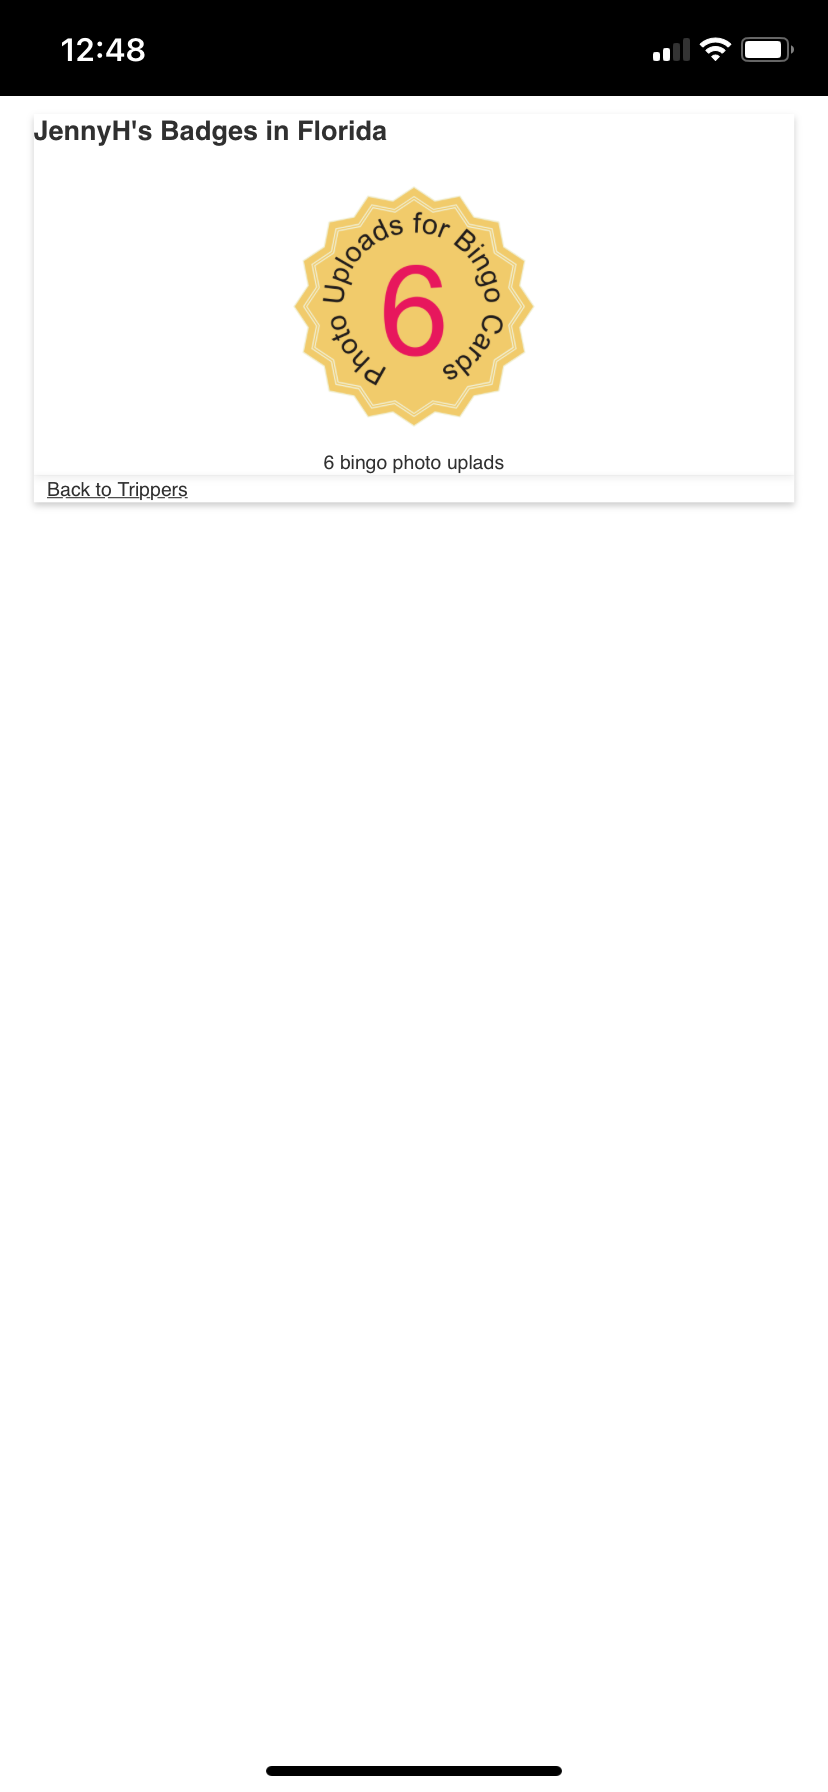 12:48
JennyH's Badges in Florida
Photo Uploads for Bingo Cards
6
6 bingo photo uplads
Back to Trippers